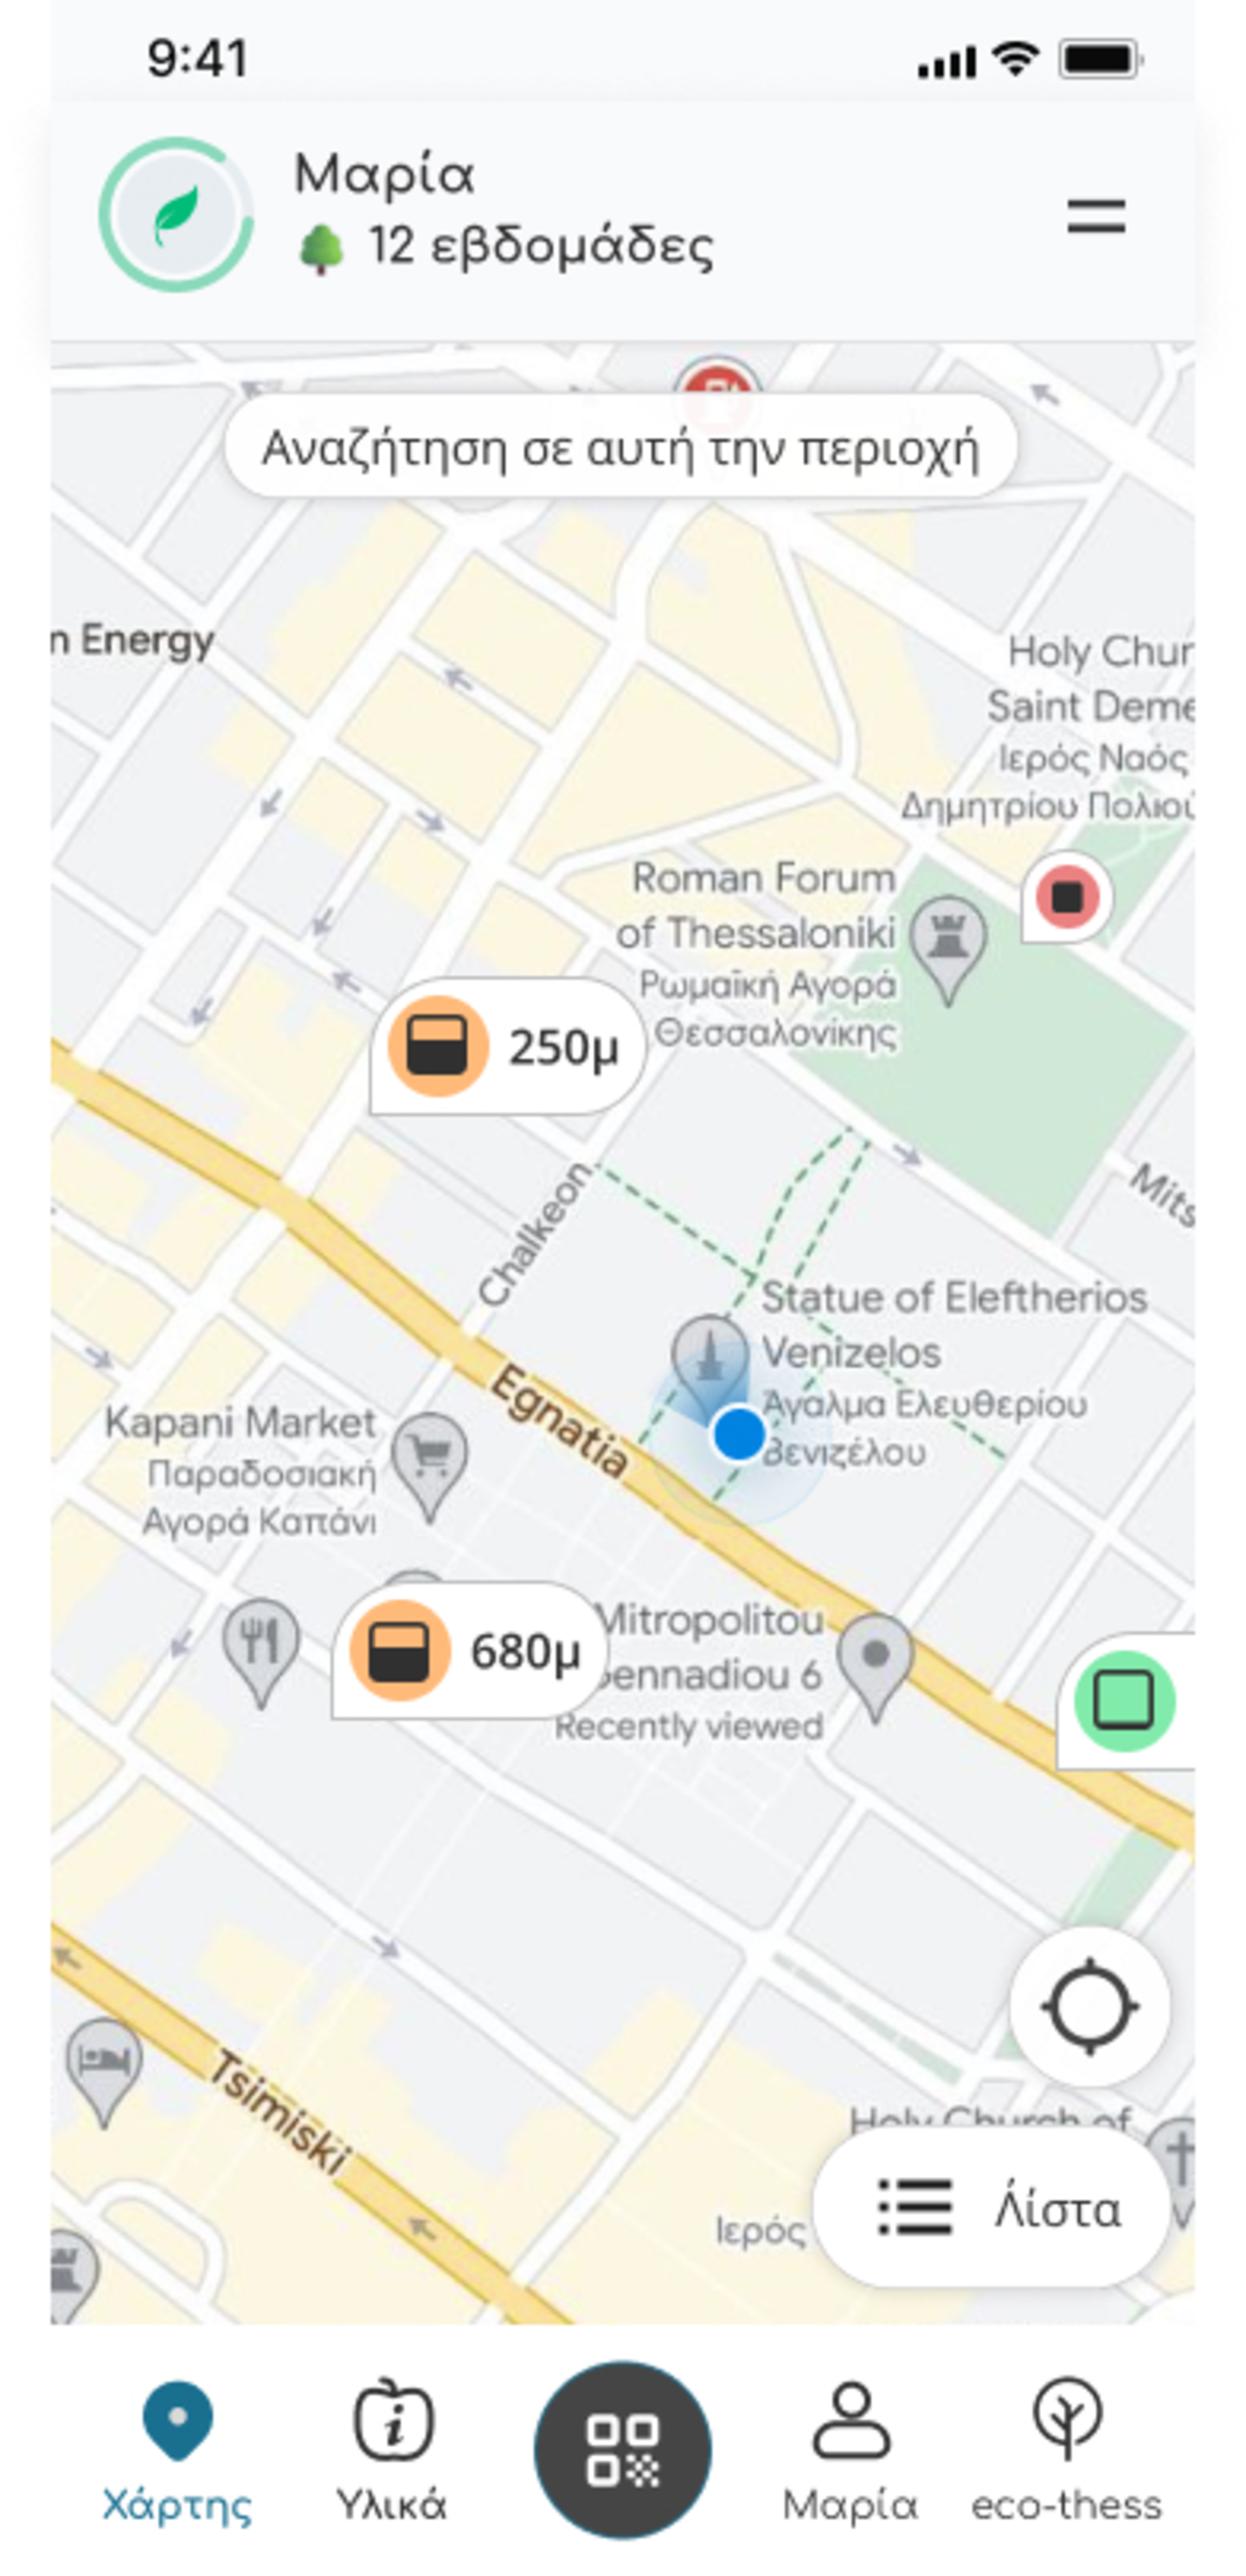 9:41
Μαρία
12 εβδομάδες
Αναζήτηση σε αυτή την περιοχή
n Energy
Holy Chur
Saint Deme
Ιερός Ναός
Δημητρίου Πολιού
Roman Forum
of Thessaloniki
Ρωμαϊκή Αγορά
Θεσσαλονίκης
250μ
Chalkeon
Mits
Statue of Eleftherios
Venizelos
Άγαλμα Ελευθερίου
Βενιζέλου
Egnatia
Kapani Market
Παραδοσιακή
Αγορά Καπάνι
680μ
Mitropolitou
Gennadiou 6
Recently viewed
Tsimiski
Holy Church of
Ιερός
Λίστα
Χάρτης
Υλικά
Μαρία
eco-thess